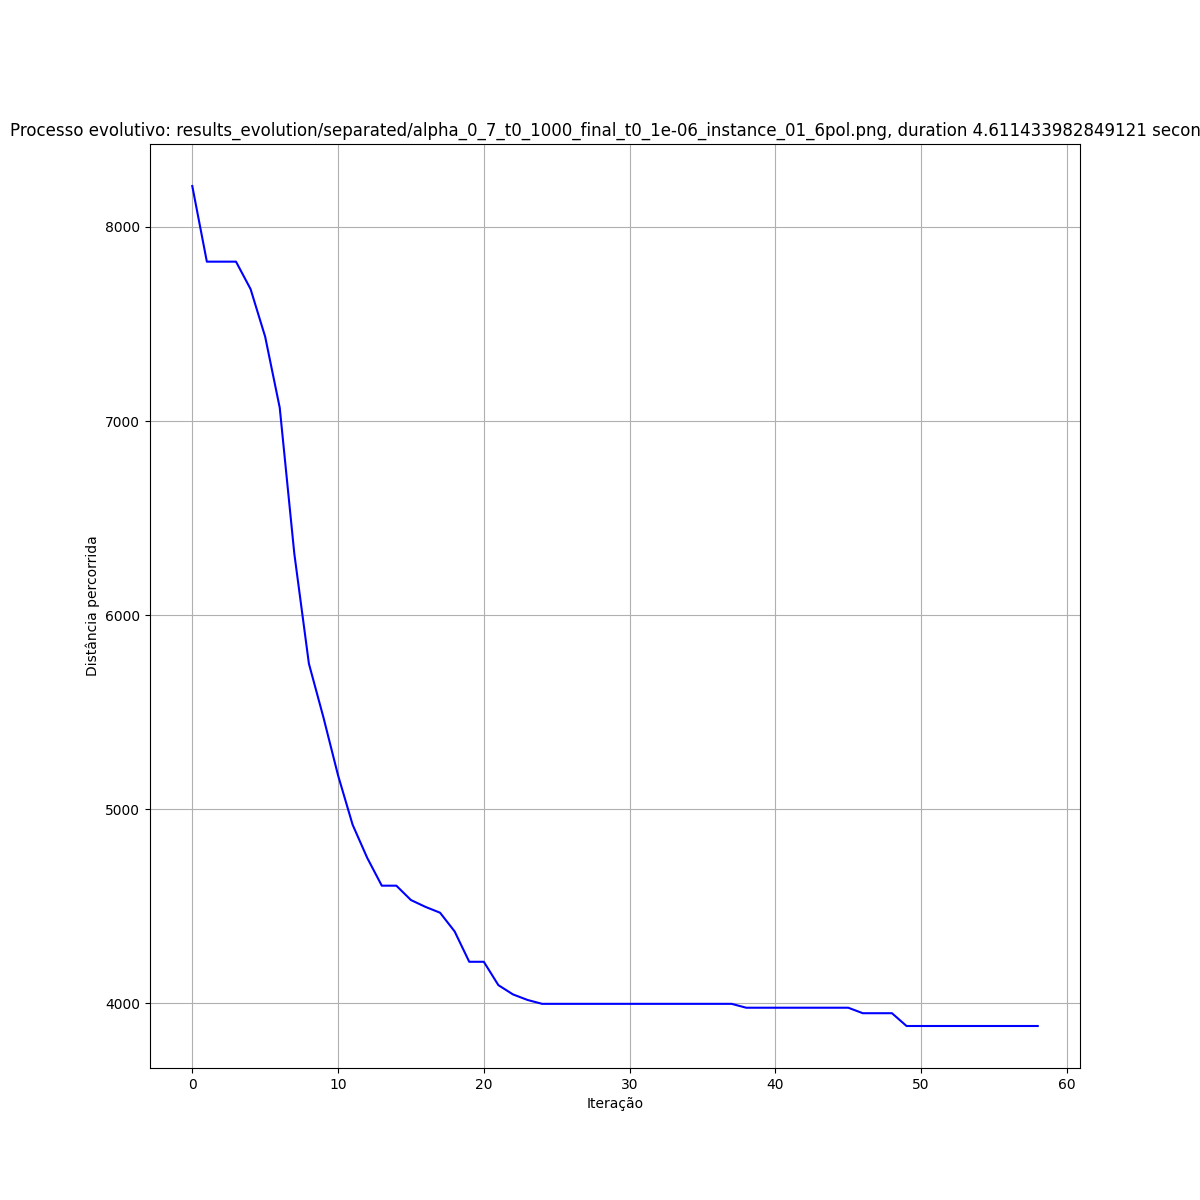 Processo evolutivo: results_evolution/separated/alpha_0_7_t0_1000_final_t0_1e-06_instance_01_6pol.png, duration 4.611433982849121 secon
8000
7000
6000
5000
4000
Distância percorrida
0 10 20 30 40 50 60
Iteração